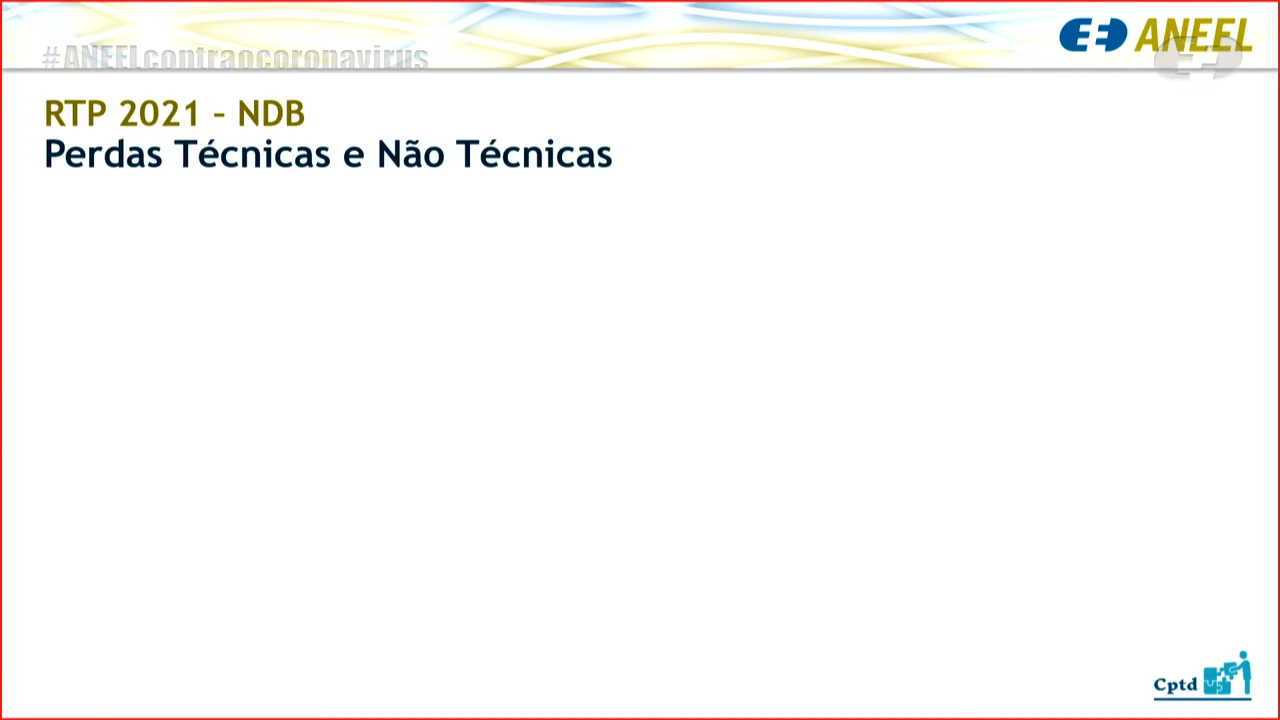 #ANEELcontraocoronavirus
ANEEL
RTP 2021 – NDB
Perdas Técnicas e Não Técnicas
Cptd